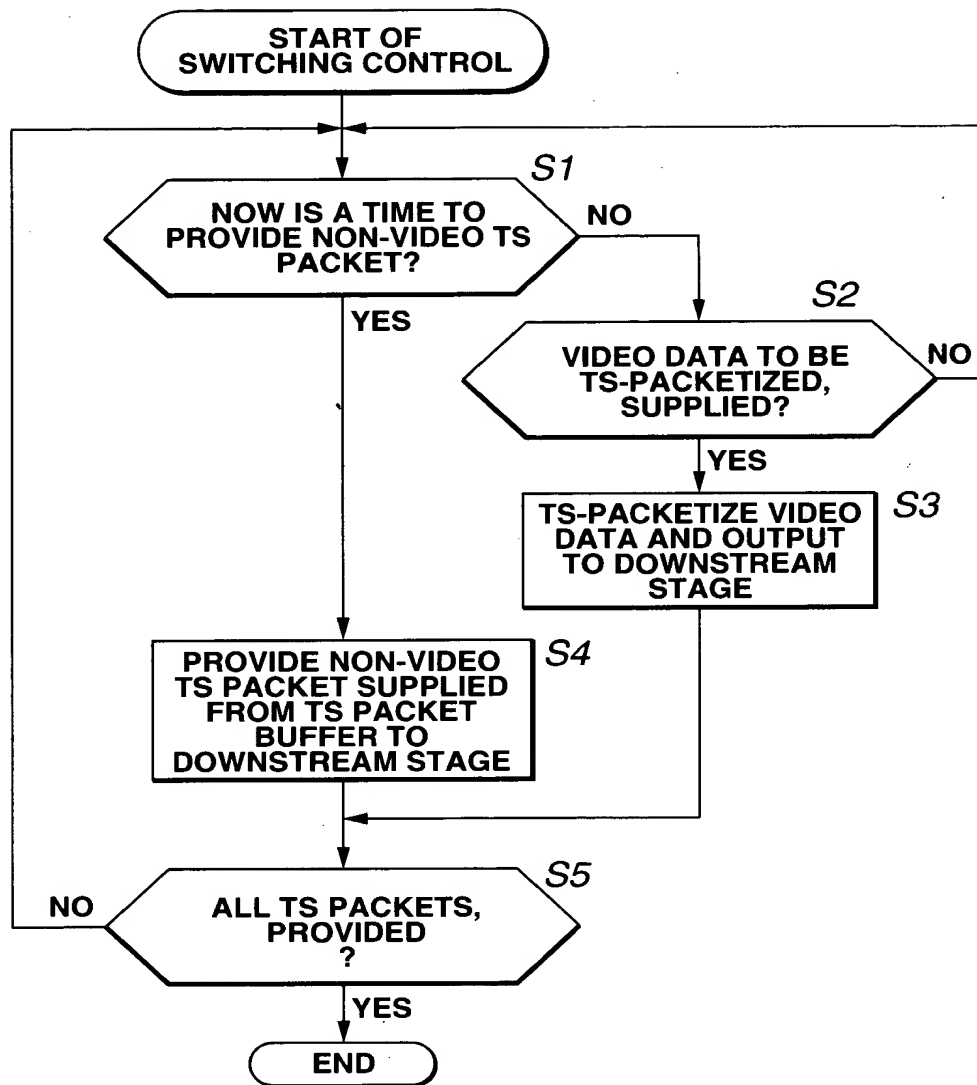 START OF
SWITCHING CONTROL
S1
NOW IS A TIME TO
PROVIDE NON-VIDEO TS
PACKET?
NO
YES
S2
VIDEO DATA TO BE
TS-PACKETIZED,
SUPPLIED?
NO
YES
S3
TS-PACKETIZE VIDEO
DATA AND OUTPUT
TO DOWNSTREAM
STAGE
S4
PROVIDE NON-VIDEO
TS PACKET SUPPLIED
FROM TS PACKET
BUFFER TO
DOWNSTREAM STAGE
S5
ALL TS PACKETS,
PROVIDED
?
NO
YES
END